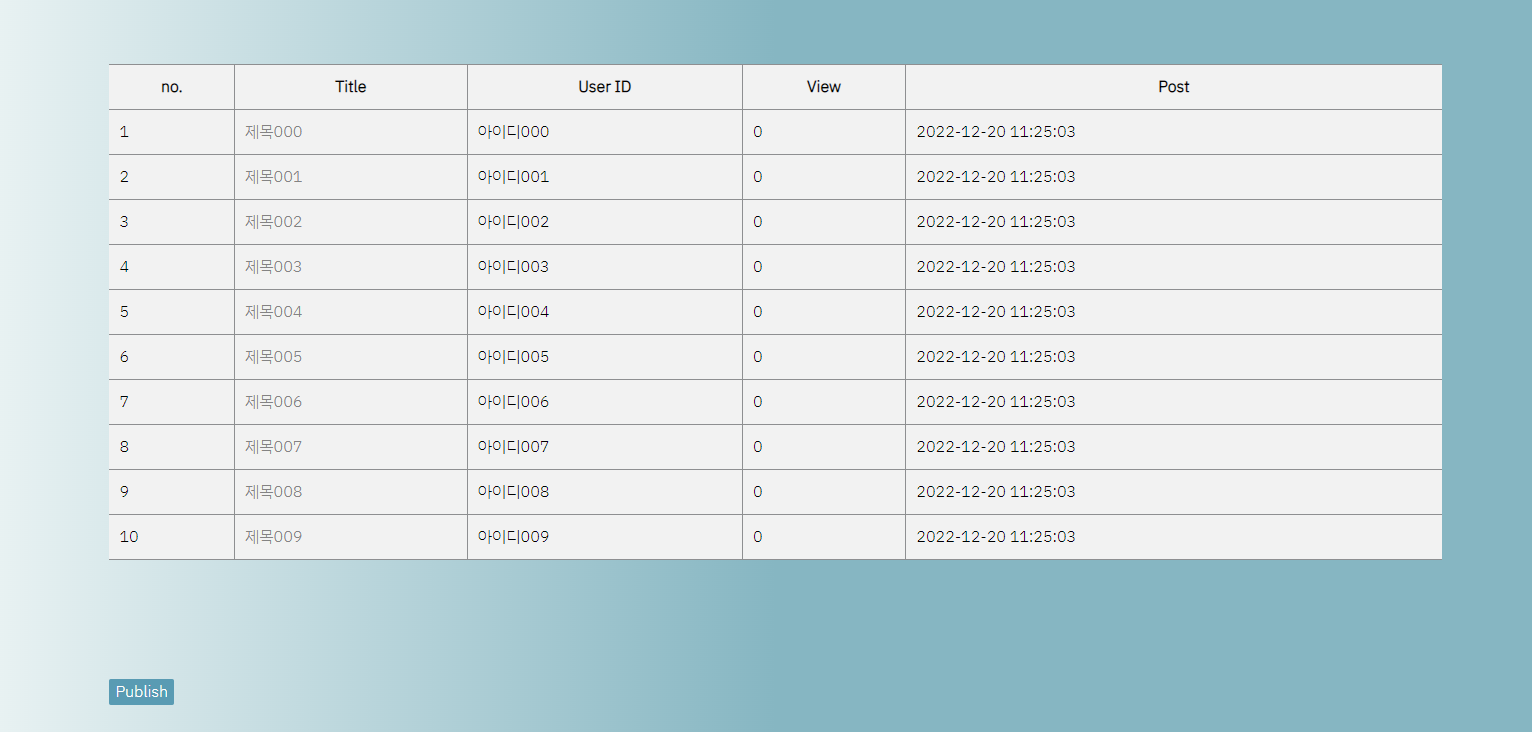 no. Title User ID View Post
1 제목000 아이디000 0 2022-12-20 11:25:03
2 제목001 아이디001 0 2022-12-20 11:25:03
3 제목002 아이디002 0 2022-12-20 11:25:03
4 제목003 아이디003 0 2022-12-20 11:25:03
5 제목004 아이디004 0 2022-12-20 11:25:03
6 제목005 아이디005 0 2022-12-20 11:25:03
7 제목006 아이디006 0 2022-12-20 11:25:03
8 제목007 아이디007 0 2022-12-20 11:25:03
9 제목008 아이디008 0 2022-12-20 11:25:03
10 제목009 아이디009 0 2022-12-20 11:25:03
Publish